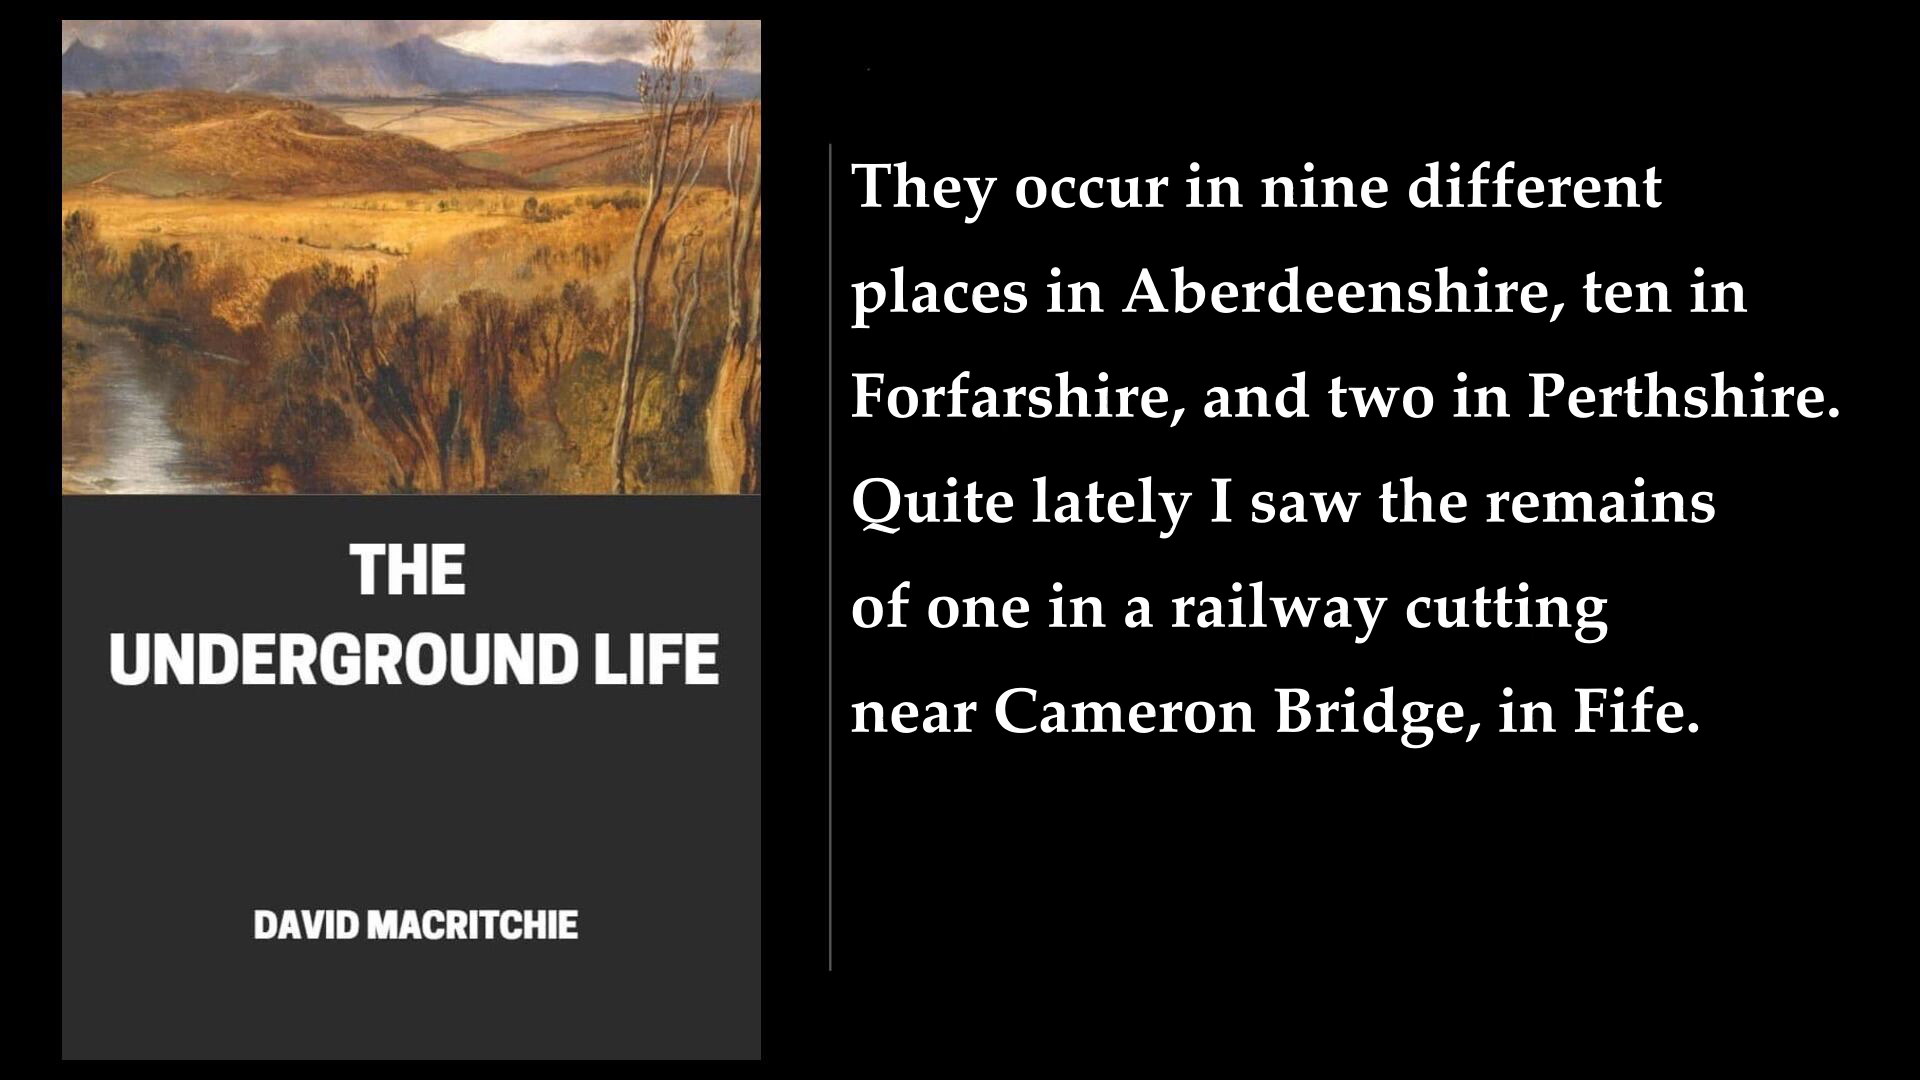 THE
UNDERGROUND LIFE
DAVID MACRITCHIE
They occur in nine different
places in Aberdeenshire, ten in
Forfarshire, and two in Perthshire.
Quite lately I saw the remains
of one in a railway cutting
near Cameron Bridge, in Fife.